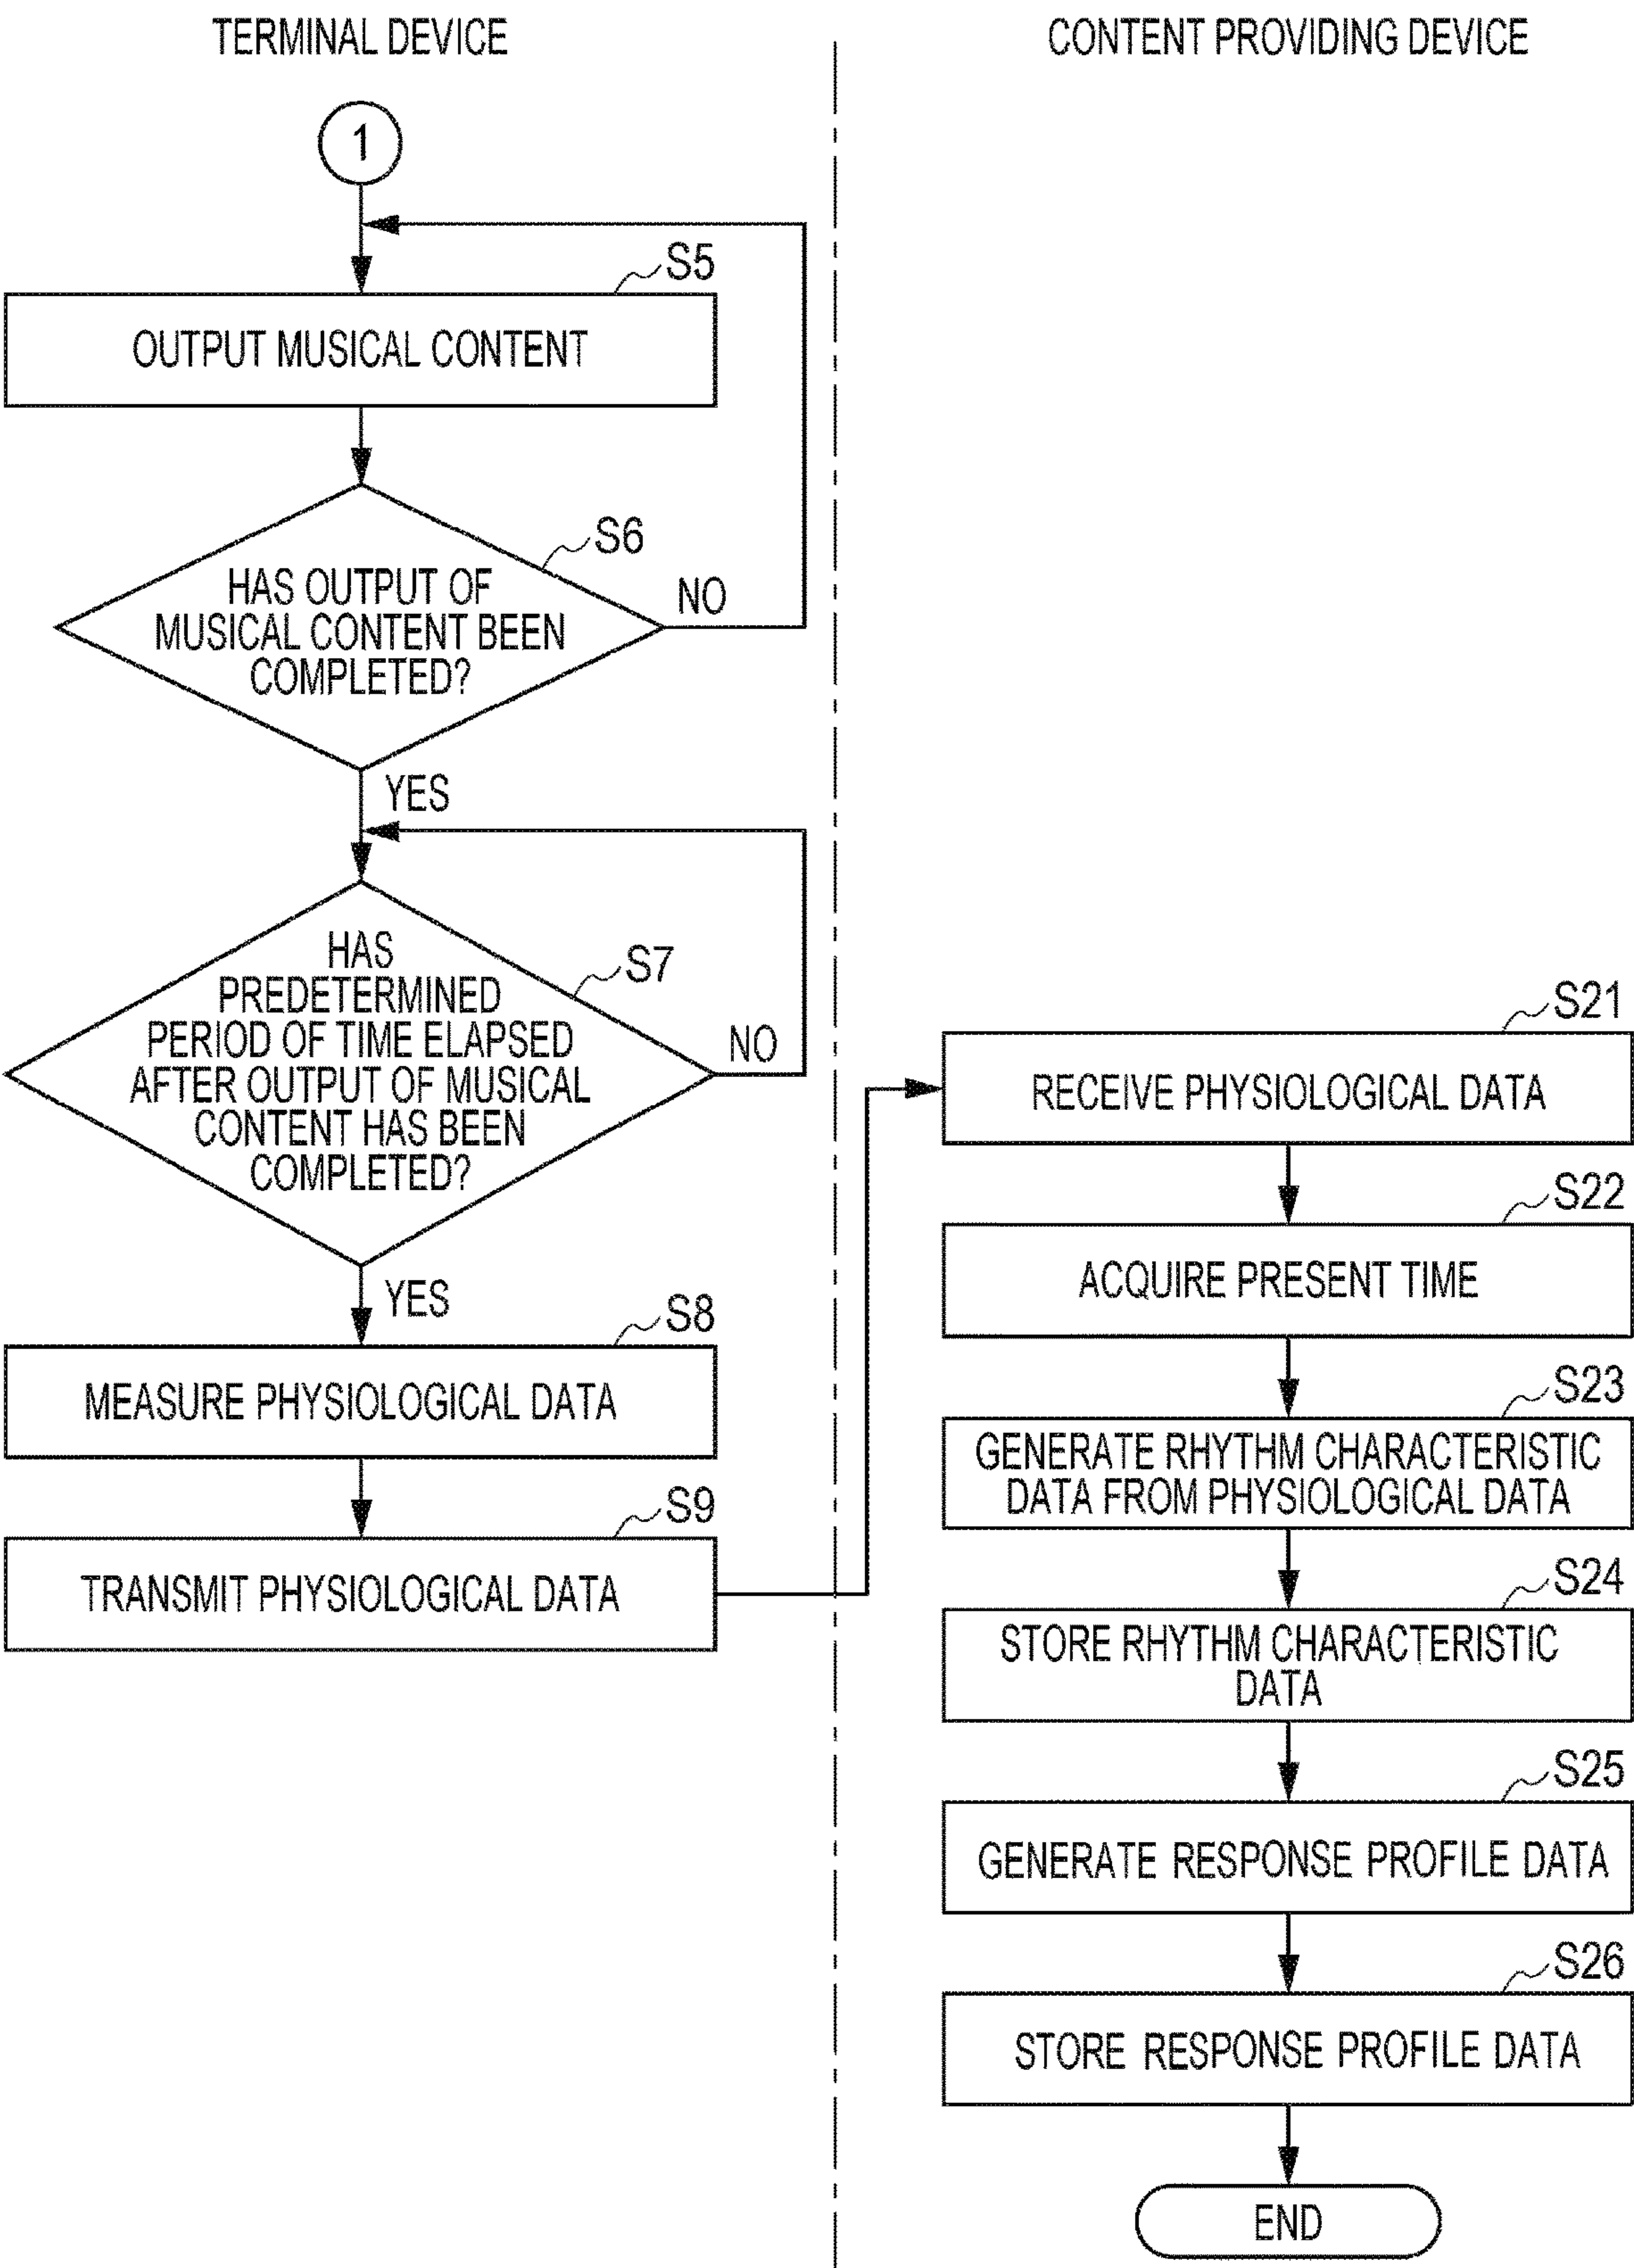 TERMINAL DEVICE
1
S5
OUTPUT MUSICAL CONTENT
S6
HAS OUTPUT OF
MUSICAL CONTENT BEEN
COMPLETED?
NO
YES
HAS
PREDETERMINED
PERIOD OF TIME ELAPSED
AFTER OUTPUT OF MUSICAL
CONTENT HAS BEEN
COMPLETED?
S7
NO
YES
S8
MEASURE PHYSIOLOGICAL DATA
S9
TRANSMIT PHYSIOLOGICAL DATA
CONTENT PROVIDING DEVICE
S21
RECEIVE PHYSIOLOGICAL DATA
S22
ACQUIRE PRESENT TIME
S23
GENERATE RHYTHM CHARACTERISTIC
DATA FROM PHYSIOLOGICAL DATA
S24
STORE RHYTHM CHARACTERISTIC
DATA
S25
GENERATE RESPONSE PROFILE DATA
S26
STORE RESPONSE PROFILE DATA
END